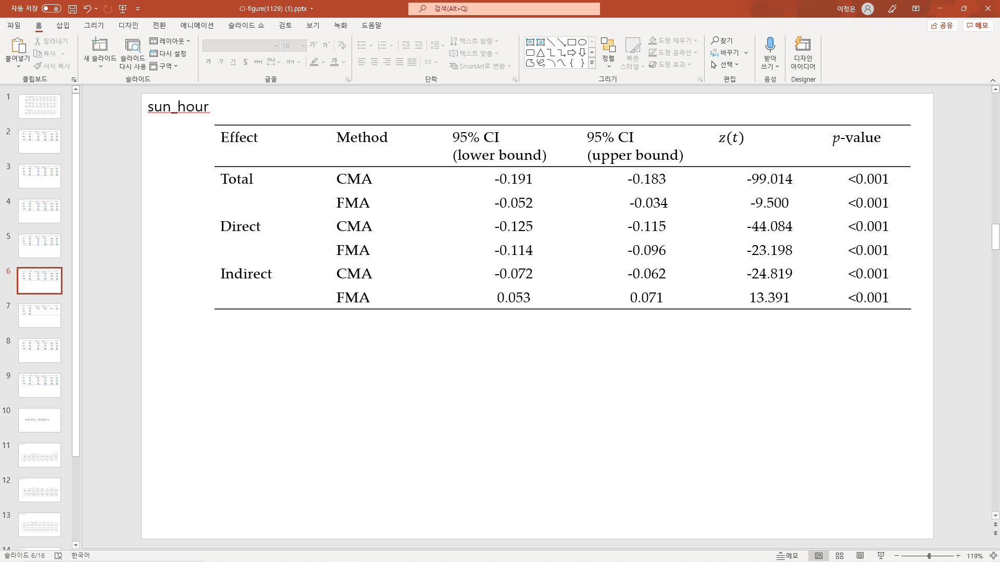 자동 저장 끔 CI-figure(1129) (1).pptx 검색(Alt+Q) 이정은
파일 홈 삽입 그리기 디자인 전환 애니메이션 슬라이드 쇼 검토 보기 녹화 도움말 공유 메모
붙여넣기 잘라내기 복사 서식 복사 클립보드
새 슬라이드 슬라이드 다시 사용 레이아웃 다시 설정 구역 슬라이드
18 가 가 가 가 가 S 가나 가가 가 글꼴
텍스트 방향 텍스트 맞춤 SmartArt로 변환 단락
정렬 빠른 스타일 도형 채우기 도형 윤곽선 도형 효과 그리기
찾기 바꾸기 선택 편집
받아쓰기 음성
디자인 아이디어 Designer
1
2
3
4
5
6
7
8
9
10
11
12
13
14
sun_hour
Effect Method 95% CI (lower bound) 95% CI (upper bound) z(t) p-value
Total CMA -0.191 -0.183 -99.014 <0.001
FMA -0.052 -0.034 -9.500 <0.001
Direct CMA -0.125 -0.115 -44.084 <0.001
FMA -0.114 -0.096 -23.198 <0.001
Indirect CMA -0.072 -0.062 -24.819 <0.001
FMA 0.053 0.071 13.391 <0.001
슬라이드 6/16 한국어 메모 119%